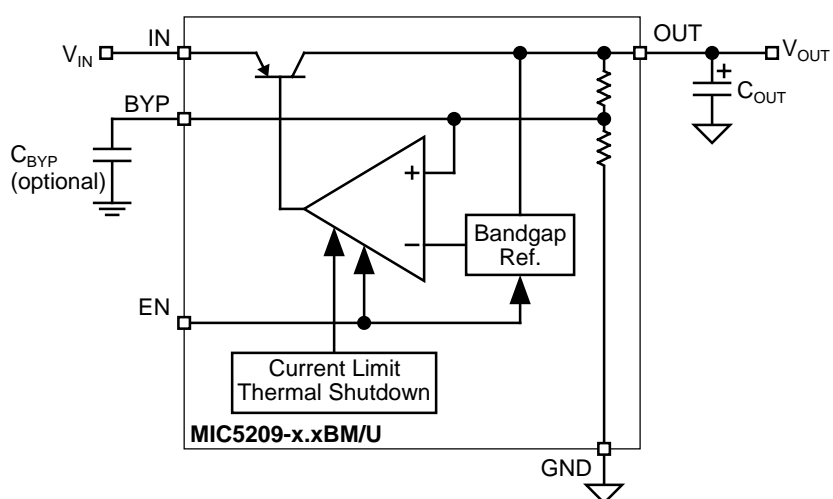 IN
OUT
V_IN
V_OUT
BYP
C_OUT
+
C_BYP
(optional)
+
–
Bandgap
Ref.
EN
Current Limit
Thermal Shutdown
MIC5209-x.xBM/U
GND